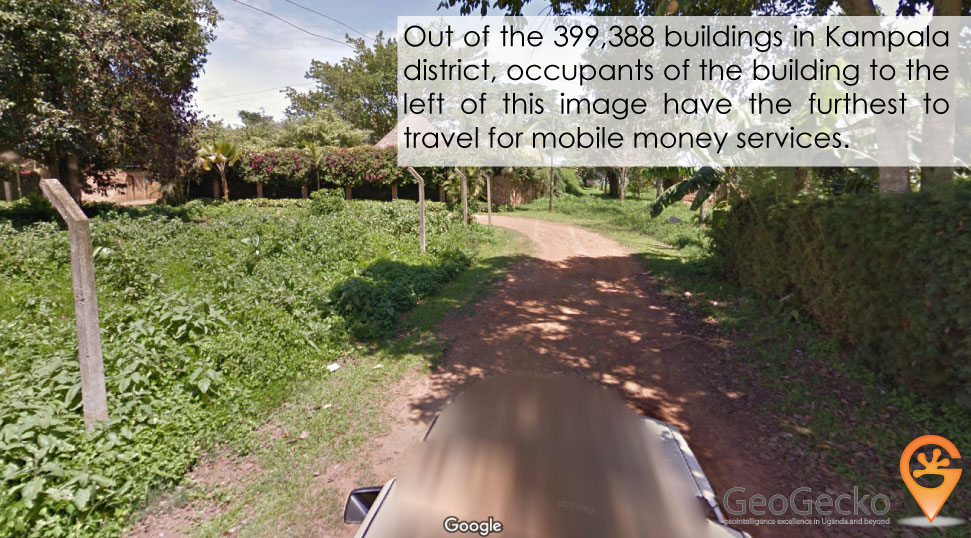 Out of the 399,388 buildings in Kampala
district, occupants of the building to the
left of this image have the furthest to
travel for mobile money services.
GeoGecko
geointelligence excellence in Uganda and beyond
Google